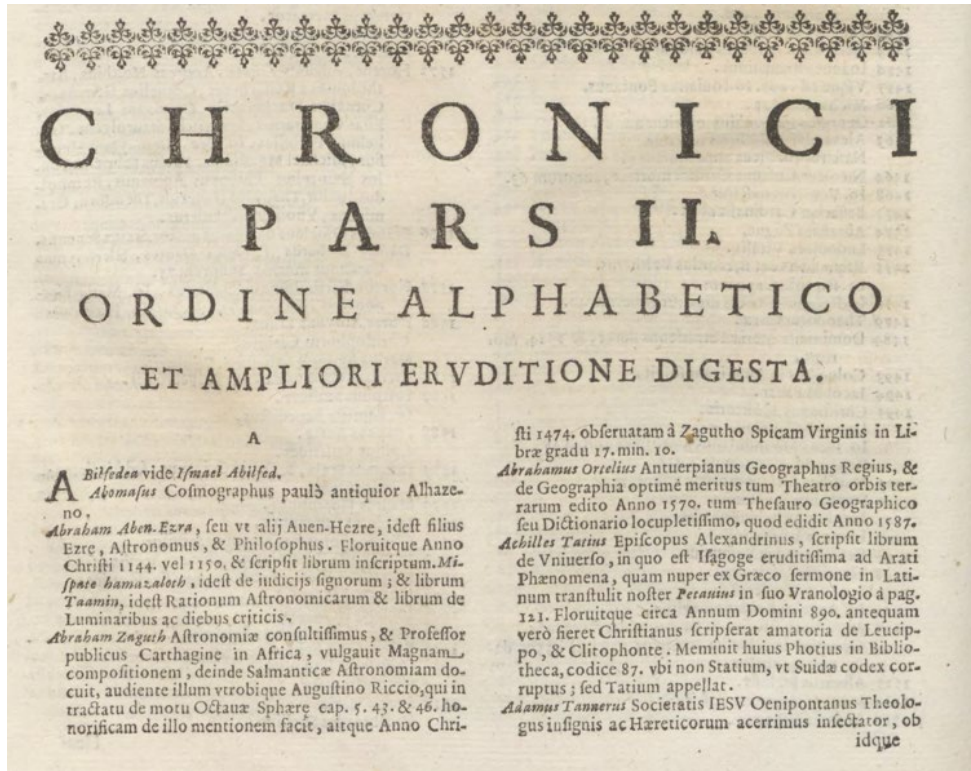 CHRONICI
PARS II.
ORDINE ALPHABETICO
ET AMPLIORI ERVDITIONE DIGESTA.
A
ABilfedea vide Ismael Abilfed.
Abomasus Cosmographus paulò antiquior Alhaze-
no.
Abraham Aben-Ezra, seu vt alij Auen-Hezre, idest filius
Ezre, Astronomus, & Philosophus. Floruitque Anno
Christi 1144. vel 1150. & scripsit librum inscriptum. Mi-
spate hamazaloth, idest de iudicijs signorum; & librum
Taamin, idest Rationum Astronomicarum & librum de
Luminaribus ac diebus criticis.
Abraham Zaguth Astronomiæ consultissimus, & Professor
publicus Carthagine in Africa, vulgauit Magnam
compositionem, deinde Salmanticæ Astronomiam do-
cuit, audiente illum vtrobique Augustino Riccio, qui in
tractatu de motu Octauæ Sphæræ cap. 5. 43. & 46. ho-
norificam de illo mentionem facit, aitque Anno Chri-
sti 1474. obseruatam à Zagutho Spicam Virginis in Li-
bræ gradu 17. min. 10.
Abrahamus Ortelius Antuerpianus Geographus Regius, &
de Geographia optimè meritus tum Theatro orbis ter-
rarum edito Anno 1570. tum Thesauro Geographico
seu Dictionario locupletissimo, quod edidit Anno 1587.
Achilles Tatius Episcopus Alexandrinus, scripsit librum
de Vniuerso, in quo est Isagoge eruditissima ad Arati
Phænomena, quam nuper ex Græco sermone in Lati-
num transtulit noster Petauius in suo Vranologio á pag.
121. Floruitque circa Annum Domini 890. antequam
verò fieret Christianus scripserat amatoria de Leucip-
po, & Clitophonte. Meminit huius Photius in Biblio-
theca, codice 87. vbi non Statium, vt Suidæ codex cor-
ruptus; sed Tatium appellat.
Adamus Tannerus Societatis IESV Oenipontanus Theolo-
gus insignis ac Hæreticorum acerrimus insectator, ob
idque